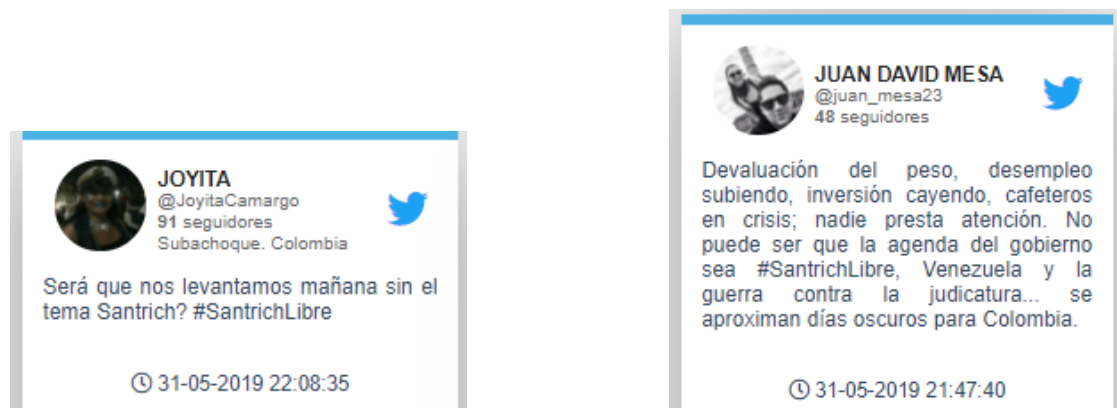 JOYITA
@JoyitaCamargo
91 seguidores
Subachoque. Colombia
Será que nos levantamos mañana sin el
tema Santrich? #SantrichLibre
31-05-2019 22:08:35
JUAN DAVID MESA
@juan_mesa23
48 seguidores
Devaluación del peso, desempleo
subiendo, inversión cayendo, cafeteros
en crisis; nadie presta atención. No
puede ser que la agenda del gobierno
sea #SantrichLibre, Venezuela y la
guerra contra la judicatura... se
aproximan días oscuros para Colombia.
31-05-2019 21:47:40